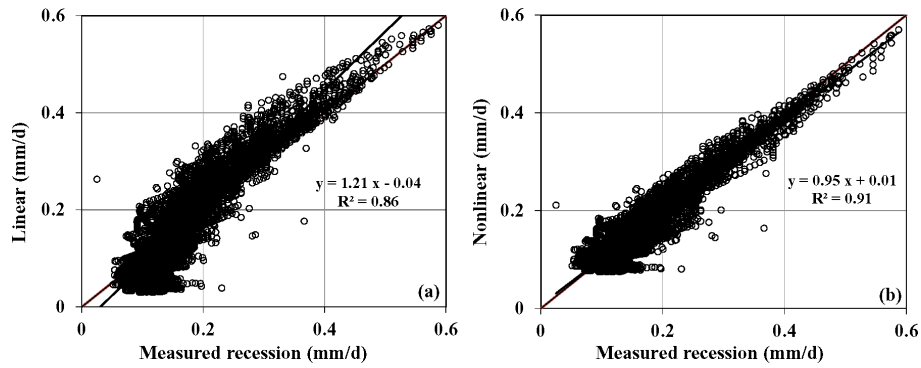 0.6
0.4
0.2
0
Linear (mm/d)
y = 1.21 x - 0.04
R² = 0.86
(a)
0 0.2 0.4 0.6
Measured recession (mm/d)
0.6
0.4
0.2
0
Nonlinear (mm/d)
y = 0.95 x + 0.01
R² = 0.91
(b)
0 0.2 0.4 0.6
Measured recession (mm/d)